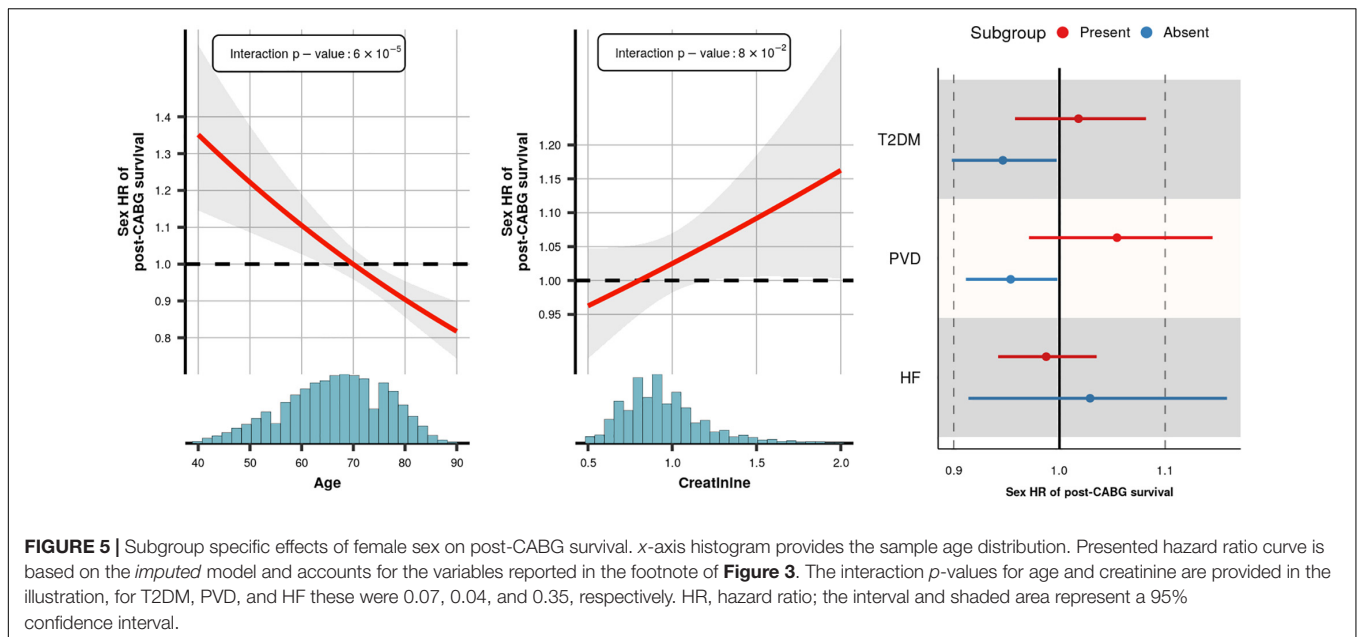 Interaction p – value : 6 × 10⁻⁵
Sex HR of
post-CABG survival
1.4
1.3
1.2
1.1
1.0
0.9
0.8
40 50 60 70 80 90
Age
Interaction p – value : 8 × 10⁻²
Sex HR of
post-CABG survival
1.20
1.15
1.10
1.05
1.00
0.95
0.5 1.0 1.5 2.0
Creatinine
Subgroup Present Absent
T2DM
PVD
HF
0.9 1.0 1.1
Sex HR of post-CABG survival
FIGURE 5 | Subgroup specific effects of female sex on post-CABG survival. x-axis histogram provides the sample age distribution. Presented hazard ratio curve is
based on the imputed model and accounts for the variables reported in the footnote of Figure 3. The interaction p-values for age and creatinine are provided in the
illustration, for T2DM, PVD, and HF these were 0.07, 0.04, and 0.35, respectively. HR, hazard ratio; the interval and shaded area represent a 95%
confidence interval.